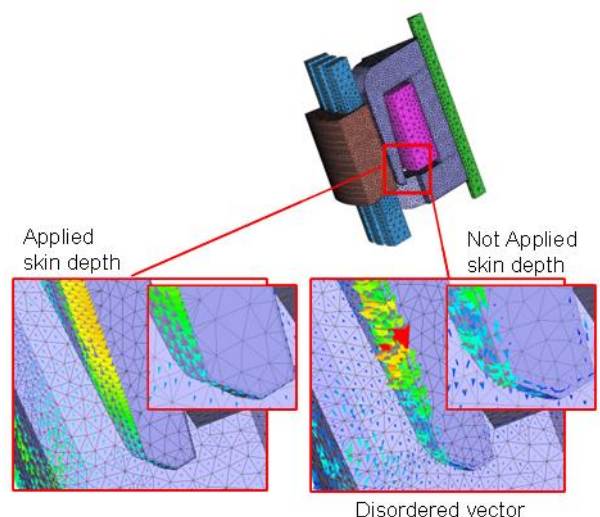 Applied
skin depth
Not Applied
skin depth
Disordered vector